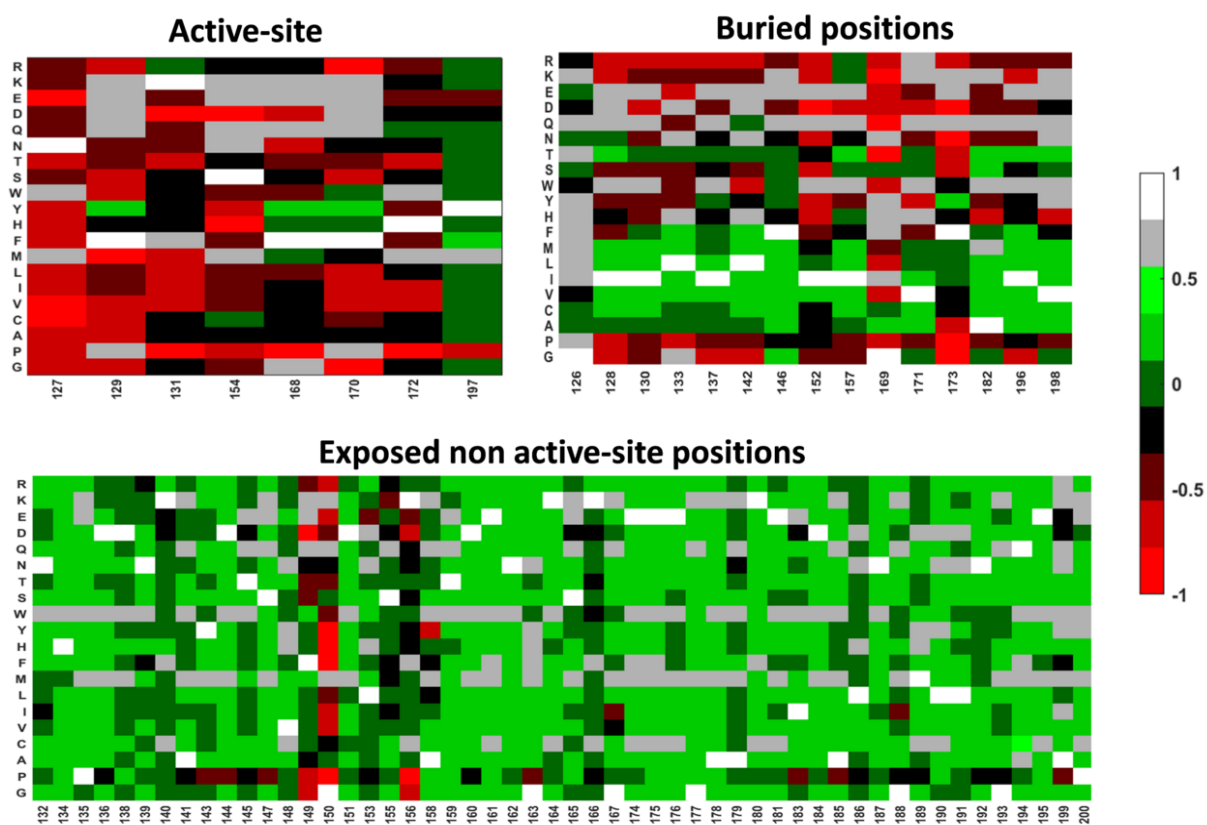 Active-site
R
K
E
D
Q
N
T
S
W
Y
H
F
M
L
I
V
C
A
P
G
127 129 131 154 168 170 172 197
Buried positions
R
K
E
D
Q
N
T
S
W
Y
H
F
M
L
I
V
C
A
P
G
126 128 130 133 137 142 146 152 157 169 171 173 182 196 198
1
0.5
0
-0.5
-1
Exposed non active-site positions
R
K
E
D
Q
N
T
S
W
Y
H
F
M
L
I
V
C
A
P
G
132 134 135 136 138 139 140 141 143 144 145 147 148 149 150 151 153 155 156 158 159 160 161 162 163 164 165 166 167 174 175 176 177 178 179 180 181 183 184 185 186 187 188 189 190 191 192 193 194 195 199 200